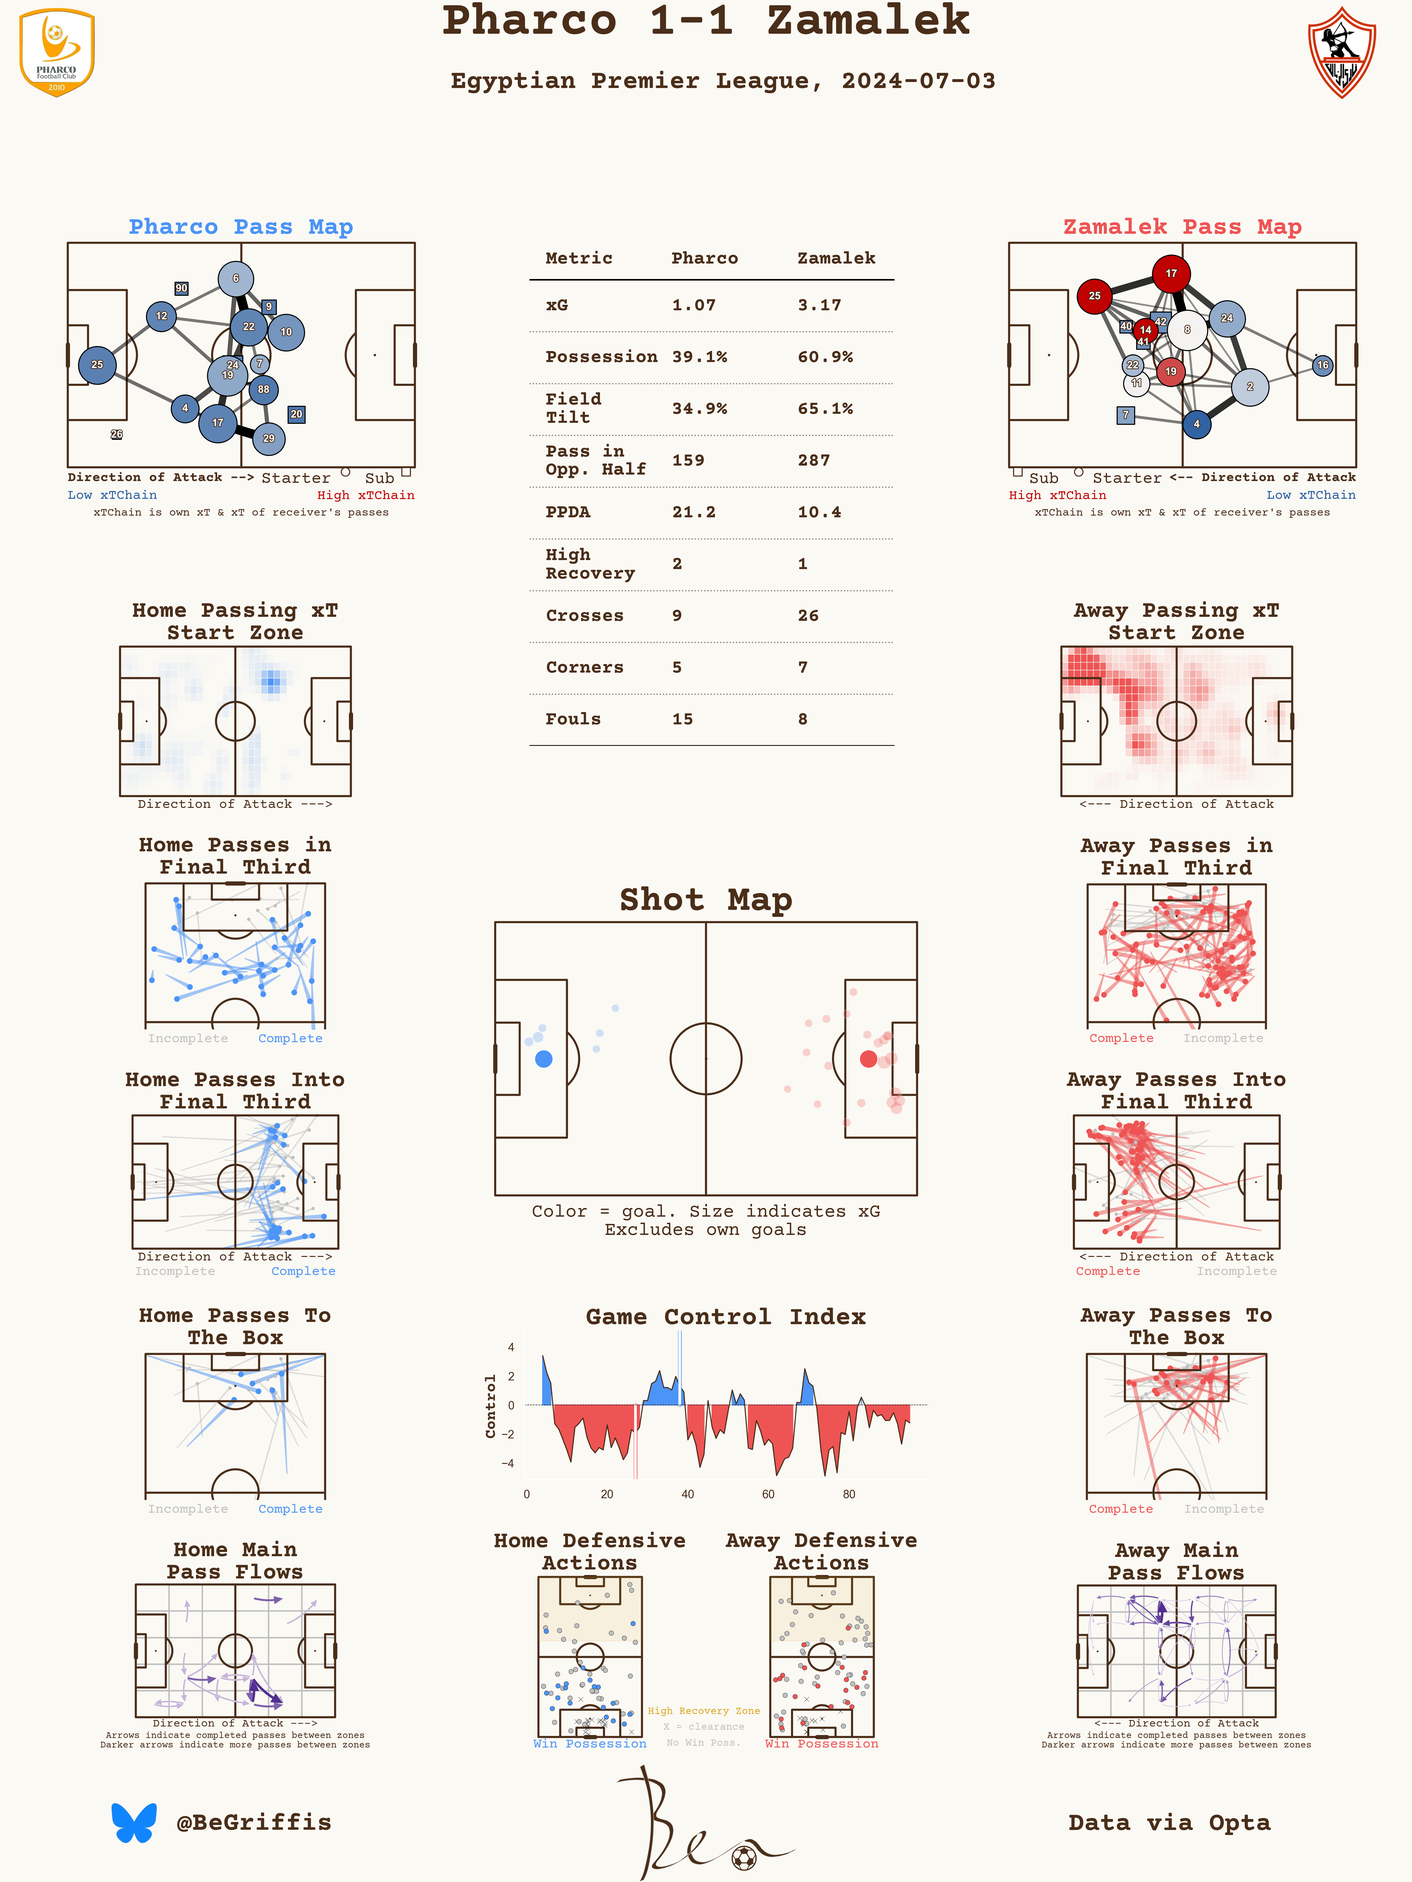 Pharco 1-1 Zamalek
Egyptian Premier League, 2024-07-03
PHARCO
Football Club
2010
Pharco Pass Map
6
90
9
12
22
10
25
24
7
19
88
4
17
20
26
29
Direction of Attack --> Starter Sub
Low xTChain High xTChain
xTChain is own xT & xT of receiver's passes
Metric Pharco Zamalek
xG 1.07 3.17
Possession 39.1% 60.9%
Field
Tilt 34.9% 65.1%
Pass in
Opp. Half 159 287
PPDA 21.2 10.4
High
Recovery 2 1
Crosses 9 26
Corners 5 7
Fouls 15 8
Zamalek Pass Map
17
25
24
40
42
14
8
41
22
16
19
11
2
7
4
Sub Starter <-- Direction of Attack
High xTChain Low xTChain
xTChain is own xT & xT of receiver's passes
Home Passing xT
Start Zone
Direction of Attack --->
Away Passing xT
Start Zone
<--- Direction of Attack
Home Passes in
Final Third
Incomplete Complete
Away Passes in
Final Third
Complete Incomplete
Shot Map
Color = goal. Size indicates xG
Excludes own goals
Home Passes Into
Final Third
Direction of Attack --->
Incomplete Complete
Away Passes Into
Final Third
<--- Direction of Attack
Complete Incomplete
Home Passes To
The Box
Incomplete Complete
Game Control Index
Control
4
2
0
−2
−4
0 20 40 60 80
Away Passes To
The Box
Complete Incomplete
Home Main
Pass Flows
Direction of Attack --->
Arrows indicate completed passes between zones
Darker arrows indicate more passes between zones
Home Defensive
Actions
Win Possession
High Recovery Zone
X = clearance
No Win Poss.
Away Defensive
Actions
Win Possession
Away Main
Pass Flows
<--- Direction of Attack
Arrows indicate completed passes between zones
Darker arrows indicate more passes between zones
@BeGriffis
Ben
Data via Opta